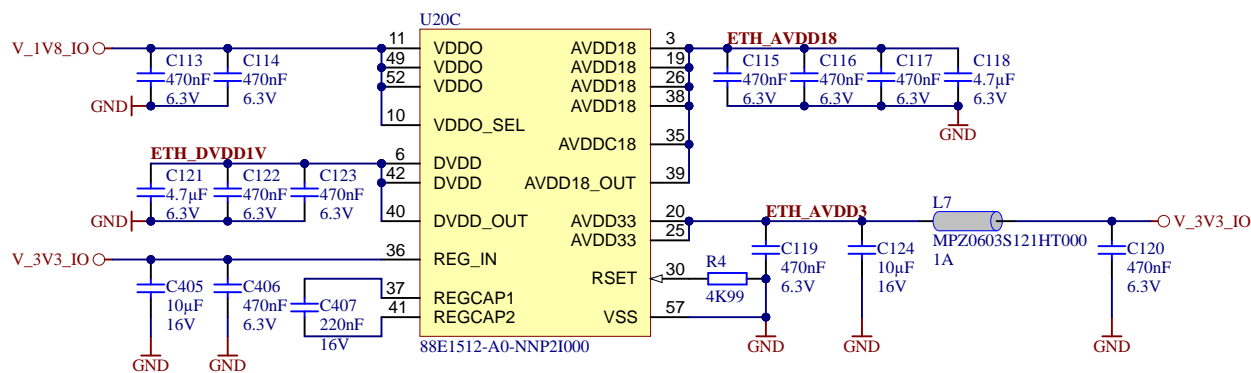 U20C
V_1V8_IO
C113
470nF
6.3V
C114
470nF
6.3V
GND
11
49
52
10
VDDO
VDDO
VDDO
VDDO_SEL
ETH_DVDD1V
C121
4.7µF
6.3V
C122
470nF
6.3V
C123
470nF
6.3V
GND
6
42
40
DVDD
DVDD
DVDD_OUT
V_3V3_IO
36
REG_IN
C405
10µF
16V
C406
470nF
6.3V
C407
220nF
16V
37
41
REGCAP1
REGCAP2
GND
GND
AVDD18
AVDD18
AVDD18
AVDD18
AVDDC18
AVDD18_OUT
3
19
26
38
35
39
ETH_AVDD18
C115
470nF
6.3V
C116
470nF
6.3V
C117
470nF
6.3V
C118
4.7µF
6.3V
GND
AVDD33
AVDD33
20
25
ETH_AVDD3
L7
MPZ0603S121HT000
1A
V_3V3_IO
C119
470nF
6.3V
C124
10µF
16V
C120
470nF
6.3V
RSET
30
R4
4K99
VSS
57
GND
GND
GND
88E1512-A0-NNP2I000